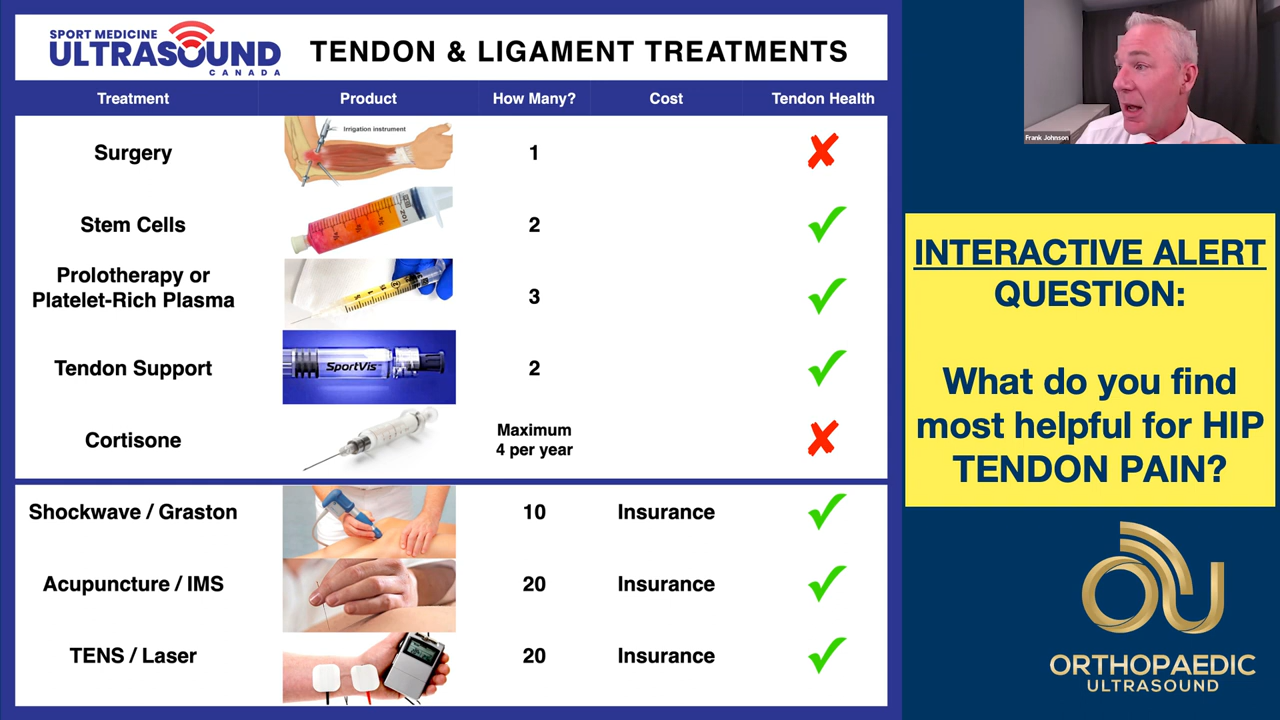 SPORT MEDICINE
ULTRASOUND
CANADA
TENDON & LIGAMENT TREATMENTS
Treatment Product How Many? Cost Tendon Health
Surgery Irrigation instrument 1
Stem Cells 2
Prolotherapy or
Platelet-Rich Plasma 3
Tendon Support SportVis 2
Cortisone Maximum
4 per year
Shockwave / Graston 10 Insurance
Acupuncture / IMS 20 Insurance
TENS / Laser 20 Insurance
Frank Johnson
INTERACTIVE ALERT
QUESTION:
What do you find
most helpful for HIP
TENDON PAIN?
ORTHOPAEDIC
ULTRASOUND